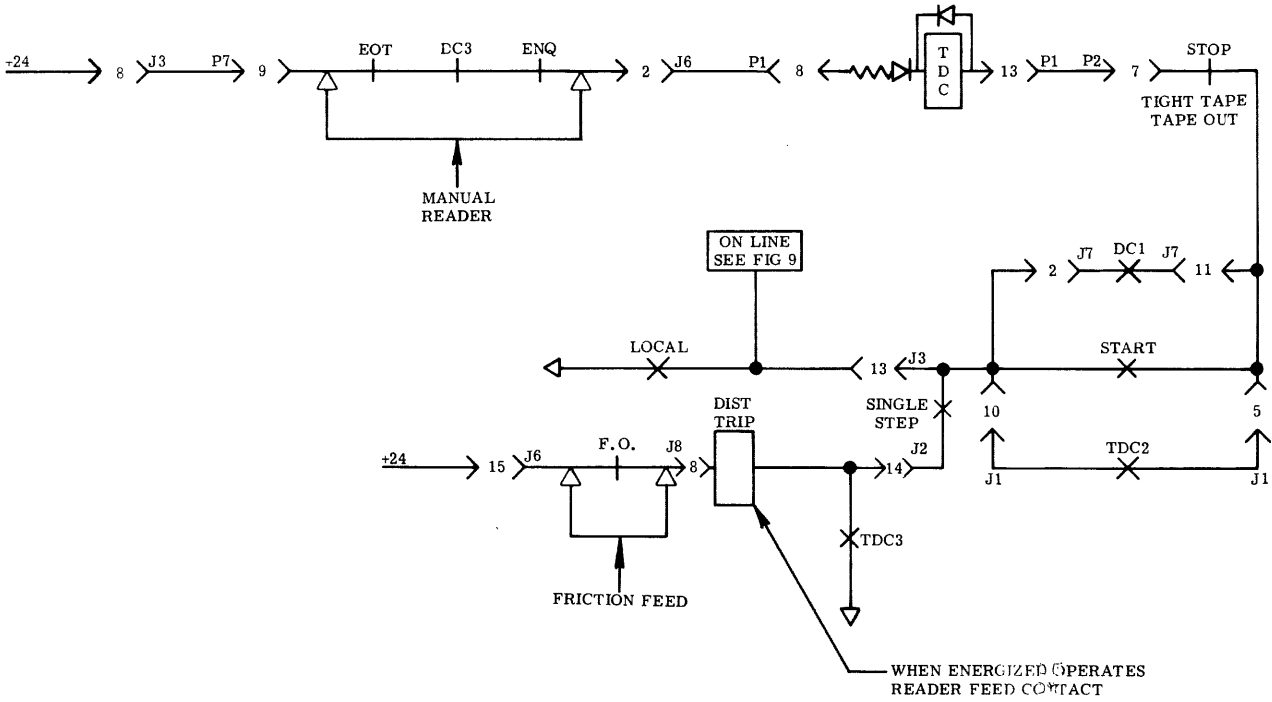 +24
8
J3
P7
9
EOT
DC3
ENQ
2
J6
P1
8
T
D
C
13
P1
P2
7
STOP
TIGHT TAPE
TAPE OUT
MANUAL
READER
ON LINE
SEE FIG 9
2
J7
DC1
J7
11
LOCAL
13
J3
START
SINGLE
STEP
10
5
DIST
TRIP
+24
15
J6
F.O.
J8
8
14
J2
TDC2
J1
J1
TDC3
FRICTION FEED
WHEN ENERGIZED OPERATES
READER FEED CONTACT